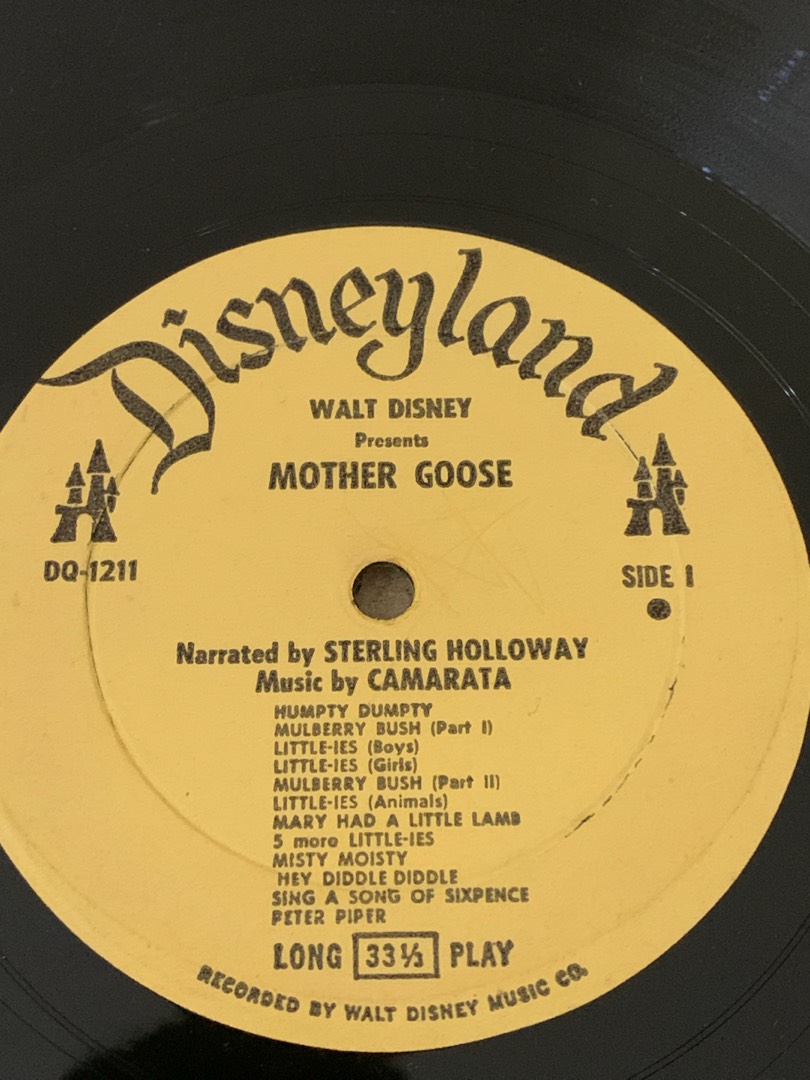 Disneyland
WALT DISNEY
Presents
MOTHER GOOSE
DQ-1211
SIDE 1
Narrated by STERLING HOLLOWAY
Music by CAMARATA
HUMPTY DUMPTY
MULBERRY BUSH (Part I)
LITTLE-IES (Boys)
LITTLE-IES (Girls)
MULBERRY BUSH (Part II)
LITTLE-IES (Animals)
MARY HAD A LITTLE LAMB
5 more LITTLE-IES
MISTY MOISTY
HEY DIDDLE DIDDLE
SING A SONG OF SIXPENCE
PETER PIPER
LONG 33⅓ PLAY
RECORDED BY WALT DISNEY MUSIC CO.